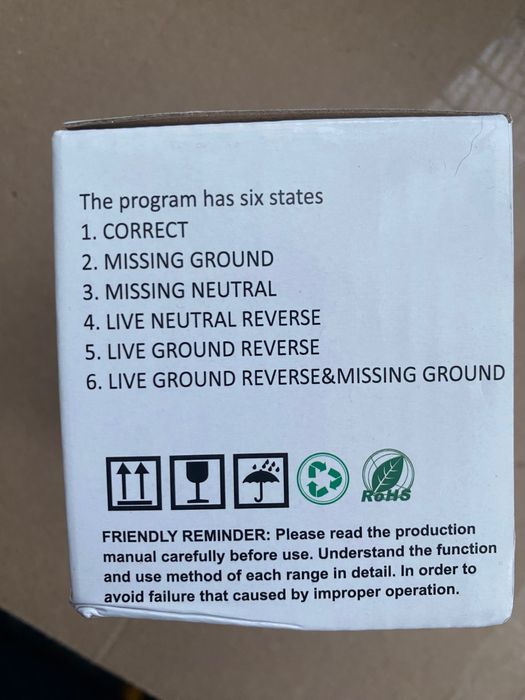 The program has six states
1. CORRECT
2. MISSING GROUND
3. MISSING NEUTRAL
4. LIVE NEUTRAL REVERSE
5. LIVE GROUND REVERSE
6. LIVE GROUND REVERSE&MISSING GROUND
RoHS
FRIENDLY REMINDER: Please read the production
manual carefully before use. Understand the function
and use method of each range in detail. In order to
avoid failure that caused by improper operation.